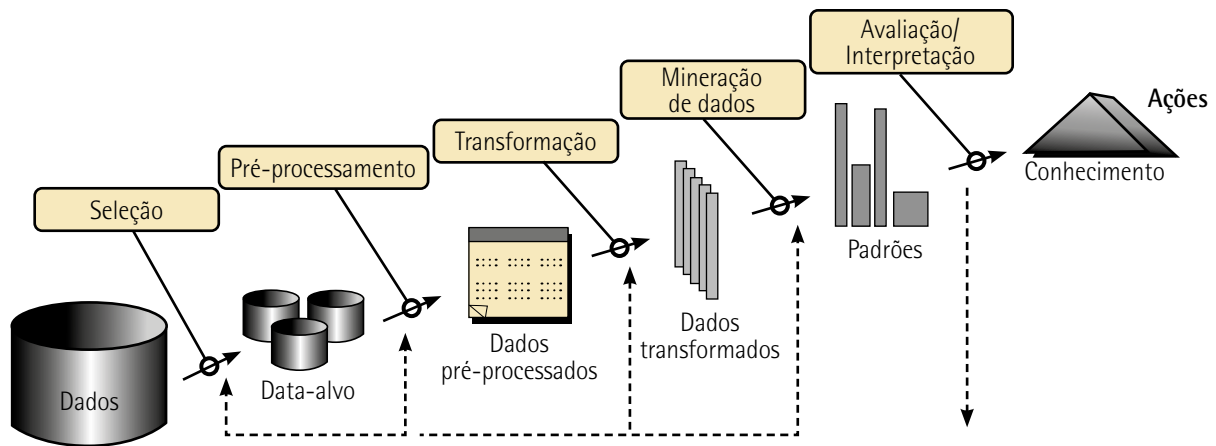 Avaliação/
Interpretação
Mineração
de dados
Ações
Transformação
Pré-processamento
Conhecimento
Seleção
Padrões
Dados
transformados
Dados
pré-processados
Data-alvo
Dados